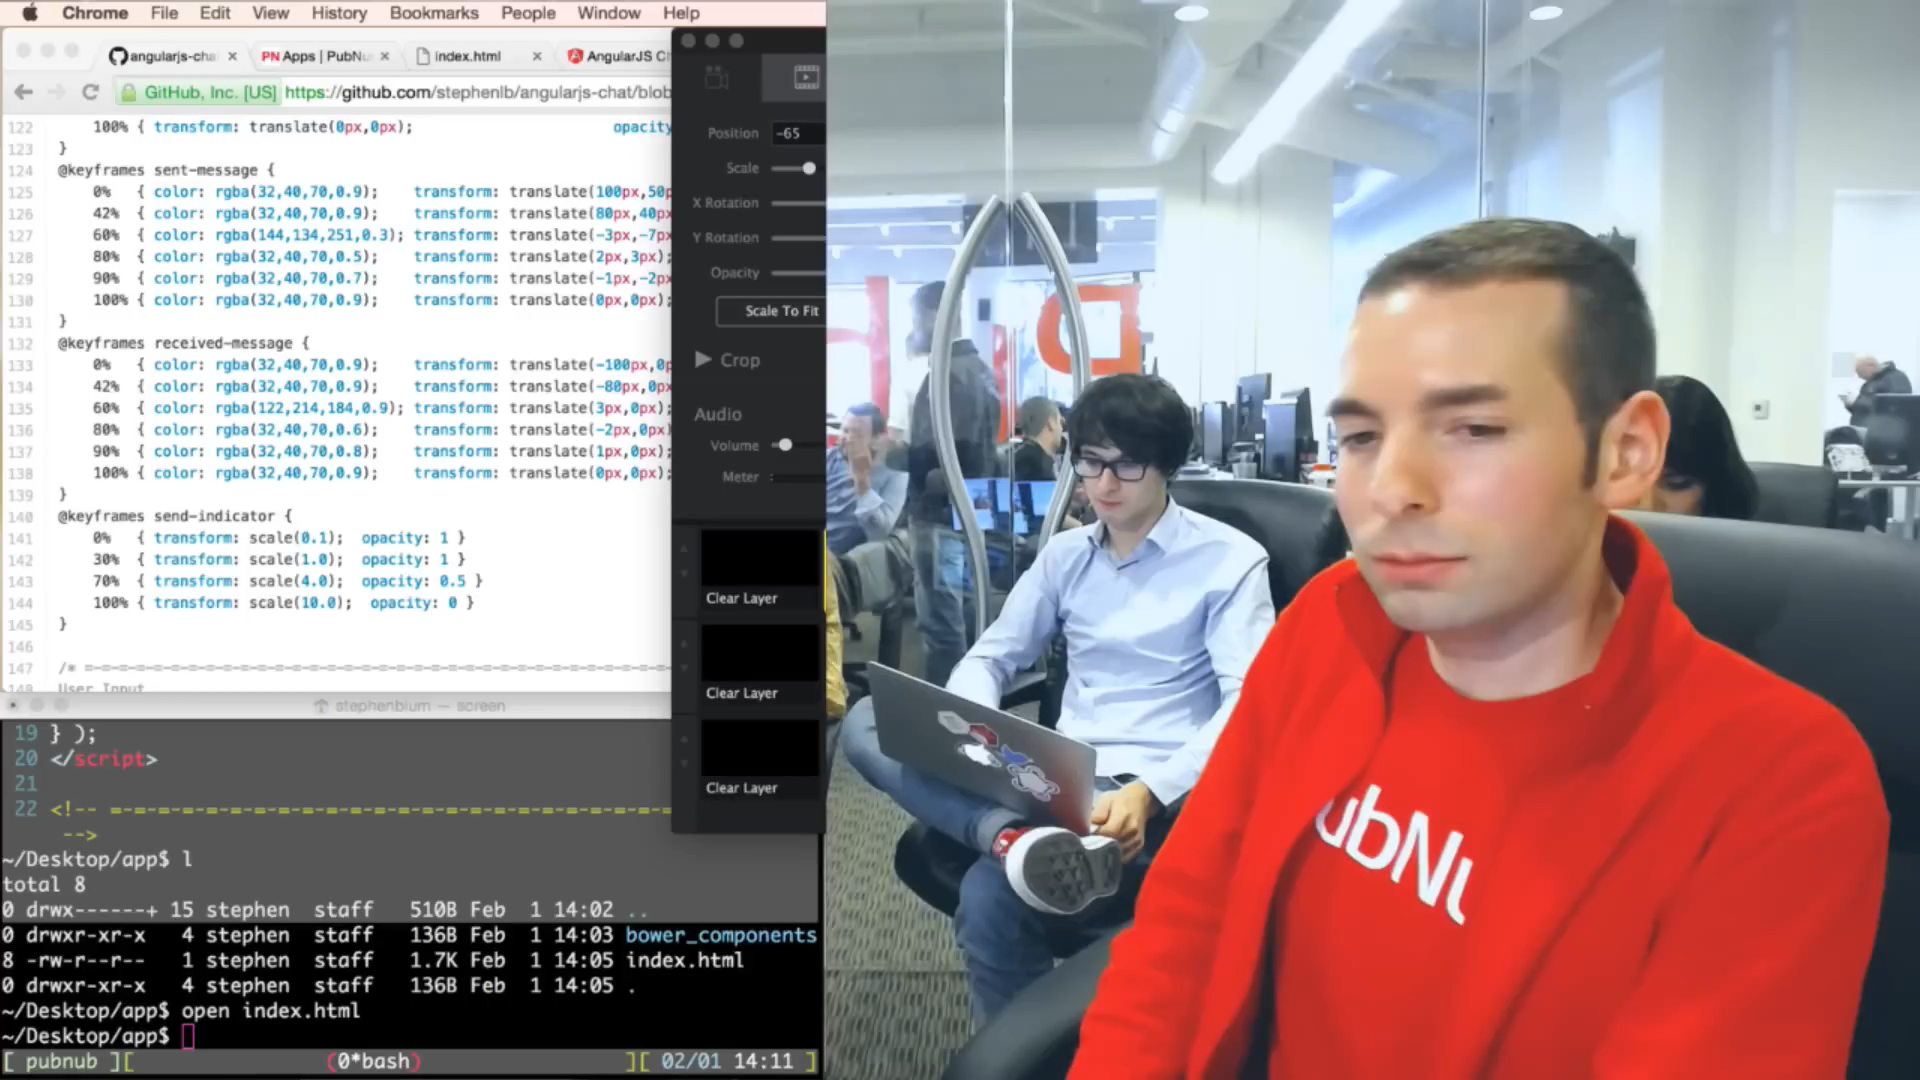 Chrome File Edit View History Bookmarks People Window Help
angularjs-cha × PN Apps | PubNu × index.html × AngularJS C
GitHub, Inc. [US] https://github.com/stephenlb/angularjs-chat/blob
122 100% { transform: translate(0px,0px); opacity
123 }
124 @keyframes sent-message {
125 0% { color: rgba(32,40,70,0.9); transform: translate(100px,50p
126 42% { color: rgba(32,40,70,0.9); transform: translate(80px,40px
127 60% { color: rgba(144,134,251,0.3); transform: translate(-3px,-7px
128 80% { color: rgba(32,40,70,0.5); transform: translate(2px,3px);
129 90% { color: rgba(32,40,70,0.7); transform: translate(-1px,-2px
130 100% { color: rgba(32,40,70,0.9); transform: translate(0px,0px);
131 }
132 @keyframes received-message {
133 0% { color: rgba(32,40,70,0.9); transform: translate(-100px,0p
134 42% { color: rgba(32,40,70,0.9); transform: translate(-80px,0px
135 60% { color: rgba(122,214,184,0.9); transform: translate(3px,0px);
136 80% { color: rgba(32,40,70,0.6); transform: translate(-2px,0px)
137 90% { color: rgba(32,40,70,0.8); transform: translate(1px,0px);
138 100% { color: rgba(32,40,70,0.9); transform: translate(0px,0px);
139 }
140 @keyframes send-indicator {
141 0% { transform: scale(0.1); opacity: 1 }
142 30% { transform: scale(1.0); opacity: 1 }
143 70% { transform: scale(4.0); opacity: 0.5 }
144 100% { transform: scale(10.0); opacity: 0 }
145 }
146
147 /* =-=-=-=-=-=-=-=-=-=-=-=-=-=-=-=-=-=-=-=-=-=-=-=-=-=-=-=-=-=-=-=-=
148 User Input
Position -65
Scale
X Rotation
Y Rotation
Opacity
Scale To Fit
Crop
Audio
Volume
Meter
Clear Layer
Clear Layer
Clear Layer
stephenblum — screen
19 } );
20 </script>
21
22 <!-- =-=-=-=-=-=-=-=-=-=-=-=-=-=-=-=-=-=-=-=-=-=-=
-->
~/Desktop/app$ l
total 8
0 drwx------+ 15 stephen staff 510B Feb 1 14:02 ..
0 drwxr-xr-x 4 stephen staff 136B Feb 1 14:03 bower_components
8 -rw-r--r-- 1 stephen staff 1.7K Feb 1 14:05 index.html
0 drwxr-xr-x 4 stephen staff 136B Feb 1 14:05 .
~/Desktop/app$ open index.html
~/Desktop/app$
[ pubnub ][ (0*bash) ][ 02/01 14:11 ]
ubNu